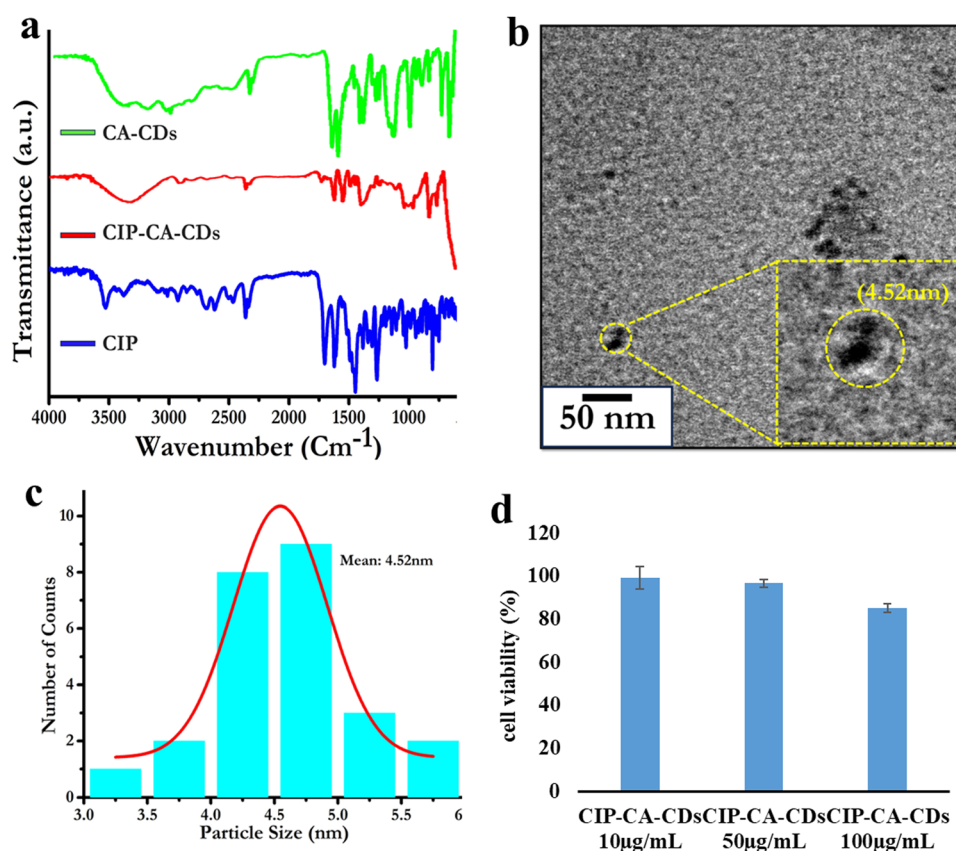 a
Transmittance (a.u.)
CA-CDs
CIP-CA-CDs
CIP
4000 3500 3000 2500 2000 1500 1000
Wavenumber (Cm⁻¹)
b
(4.52nm)
50 nm
c
Number of Counts
10
8
6
4
2
0
Mean: 4.52nm
3.0 3.5 4.0 4.5 5.0 5.5 6
Particle Size (nm)
d
cell viability (%)
120
100
80
60
40
20
0
CIP-CA-CDs CIP-CA-CDs CIP-CA-CDs
10µg/mL 50µg/mL 100µg/mL